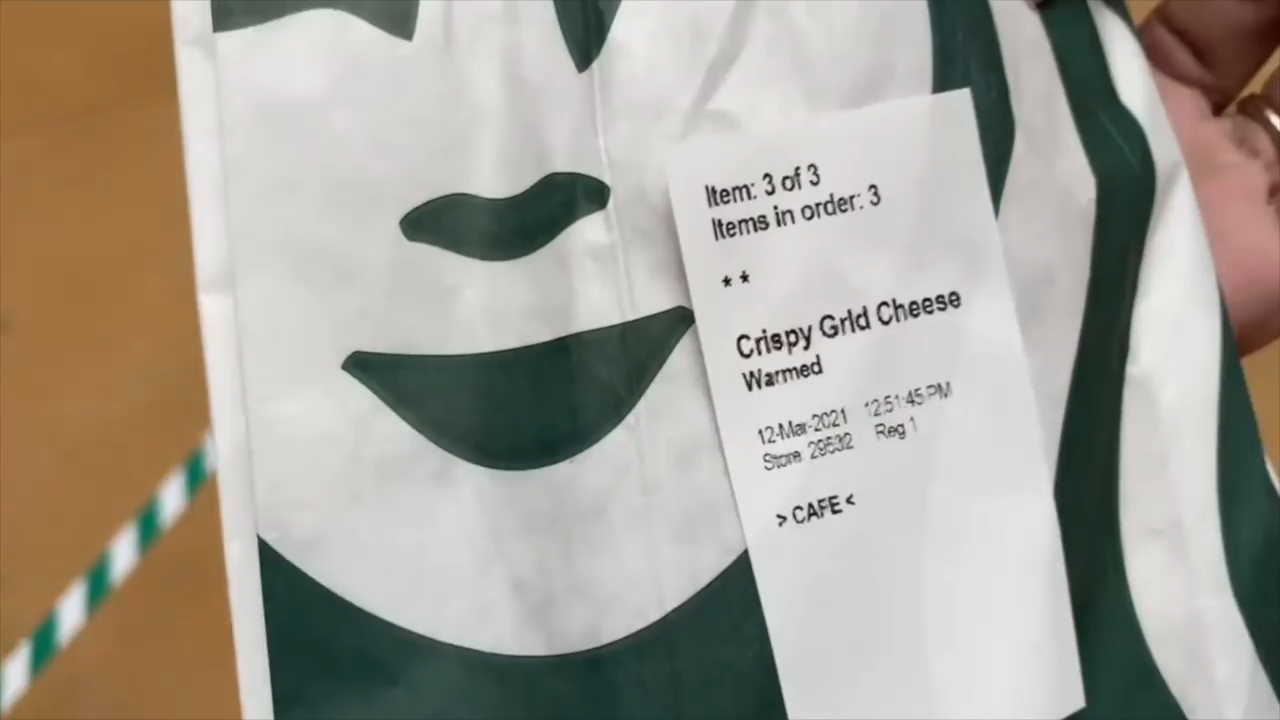 Item: 3 of 3
Items in order: 3
* *
Crispy Grld Cheese
Warmed
12-Mar-2021 12:51:45 PM
Store: 29532 Reg 1
> CAFE <